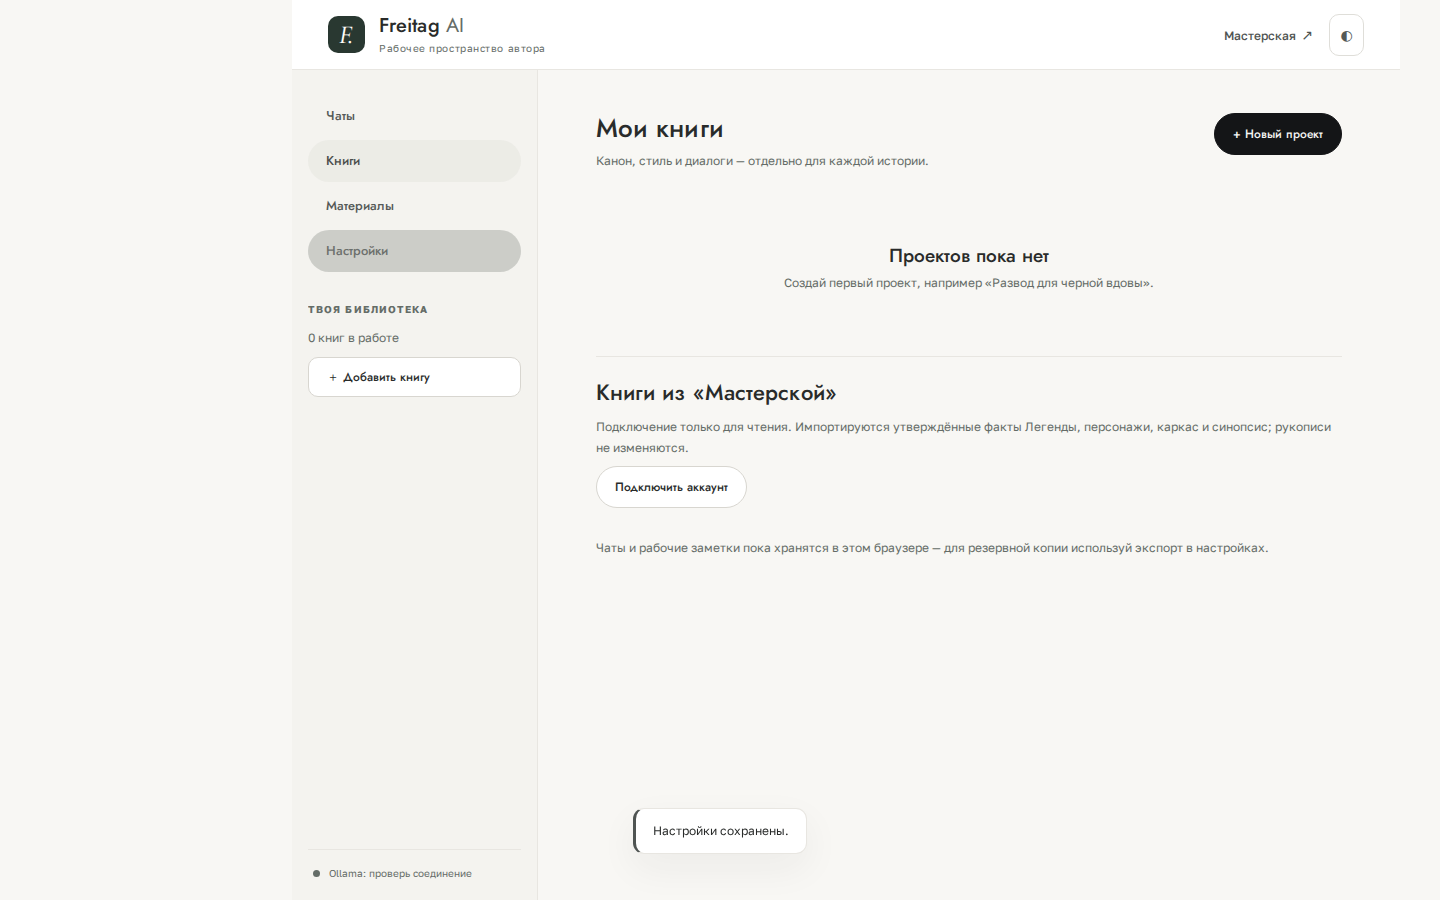 F.
Freitag AI
Рабочее пространство автора
Мастерская ↗
Чаты
Книги
Материалы
Настройки
ТВОЯ БИБЛИОТЕКА
0 книг в работе
+ Добавить книгу
Ollama: проверь соединение
Мои книги
Канон, стиль и диалоги — отдельно для каждой истории.
+ Новый проект
Проектов пока нет
Создай первый проект, например «Развод для черной вдовы».
Книги из «Мастерской»
Подключение только для чтения. Импортируются утверждённые факты Легенды, персонажи, каркас и синопсис; рукописи
не изменяются.
Подключить аккаунт
Чаты и рабочие заметки пока хранятся в этом браузере — для резервной копии используй экспорт в настройках.
Настройки сохранены.